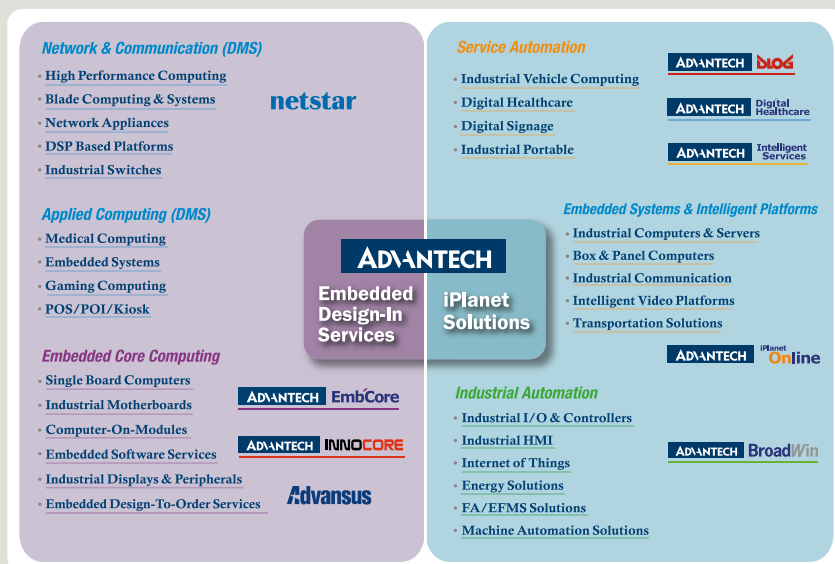 Network & Communication (DMS)
• High Performance Computing
• Blade Computing & Systems
• Network Appliances
• DSP Based Platforms
• Industrial Switches
netstar
Applied Computing (DMS)
• Medical Computing
• Embedded Systems
• Gaming Computing
• POS/POI/Kiosk
Embedded Core Computing
• Single Board Computers
• Industrial Motherboards
• Computer-On-Modules
• Embedded Software Services
• Industrial Displays & Peripherals
• Embedded Design-To-Order Services
ADVANTECH EmbCore
ADVANTECH INNOCORE
Advansus
ADVANTECH
Embedded
Design-In
Services
iPlanet
Solutions
Service Automation
• Industrial Vehicle Computing
• Digital Healthcare
• Digital Signage
• Industrial Portable
ADVANTECH DLOG
ADVANTECH Digital
Healthcare
ADVANTECH Intelligent
Services
Embedded Systems & Intelligent Platforms
• Industrial Computers & Servers
• Box & Panel Computers
• Industrial Communication
• Intelligent Video Platforms
• Transportation Solutions
ADVANTECH iPlanet
Online
Industrial Automation
• Industrial I/O & Controllers
• Industrial HMI
• Internet of Things
• Energy Solutions
• FA/EFMS Solutions
• Machine Automation Solutions
ADVANTECH BroadWin